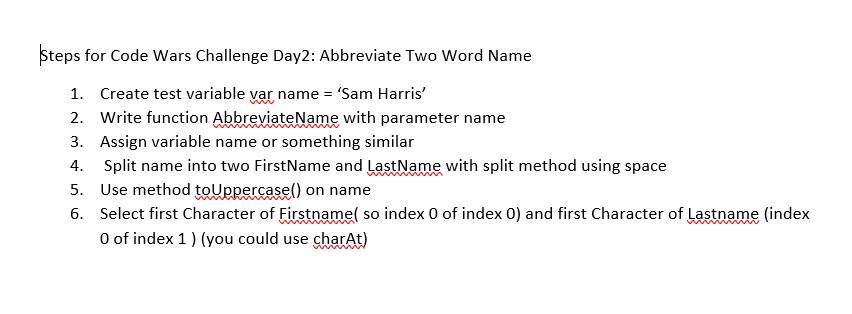 Steps for Code Wars Challenge Day2: Abbreviate Two Word Name
1. Create test variable var name = ‘Sam Harris’
2. Write function AbbreviateName with parameter name
3. Assign variable name or something similar
4. Split name into two FirstName and LastName with split method using space
5. Use method toUppercase() on name
6. Select first Character of Firstname( so index 0 of index 0) and first Character of Lastname (index
0 of index 1 ) (you could use charAt)